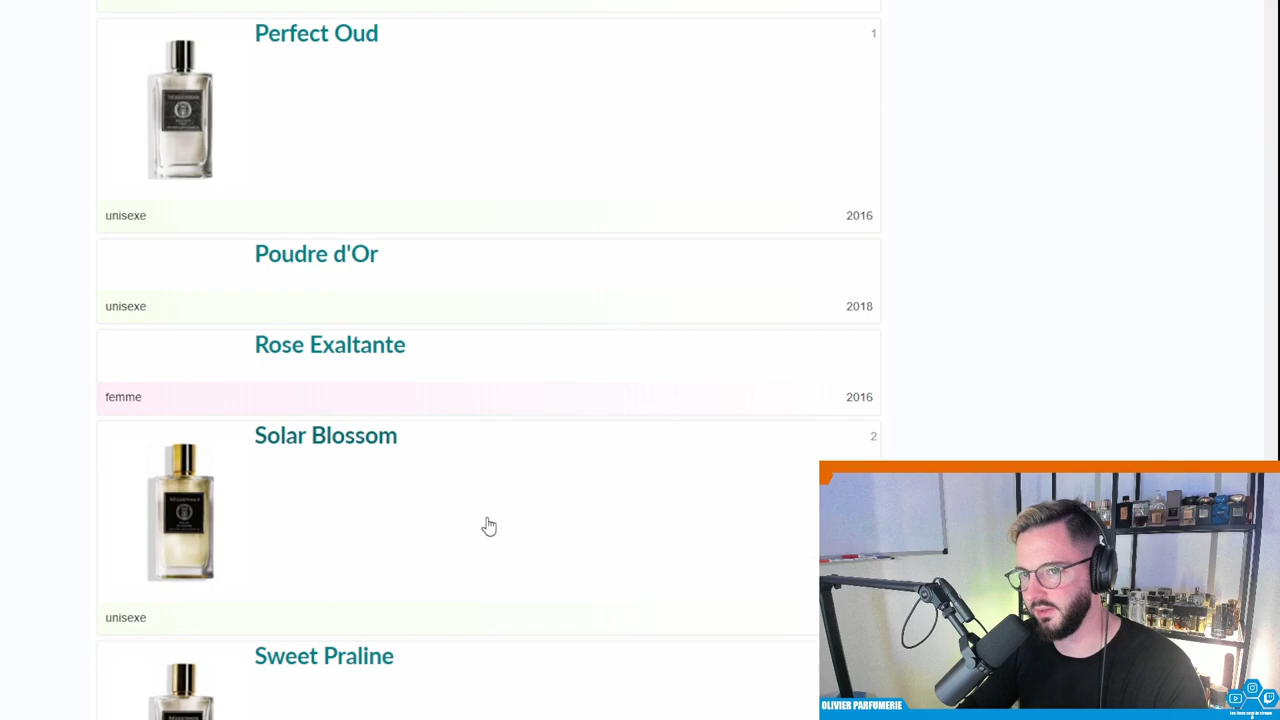 Perfect Oud
1
unisexe
2016
Poudre d'Or
unisexe
2018
Rose Exaltante
femme
2016
Solar Blossom
2
unisexe
Sweet Praline
OLIVIER PARFUMERIE